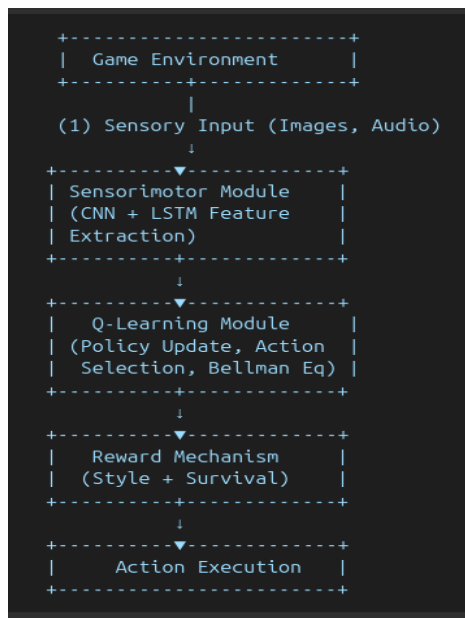 Game Environment
(1) Sensory Input (Images, Audio)
Sensorimotor Module
(CNN + LSTM Feature
Extraction)
Q-Learning Module
(Policy Update, Action
Selection, Bellman Eq)
Reward Mechanism
(Style + Survival)
Action Execution